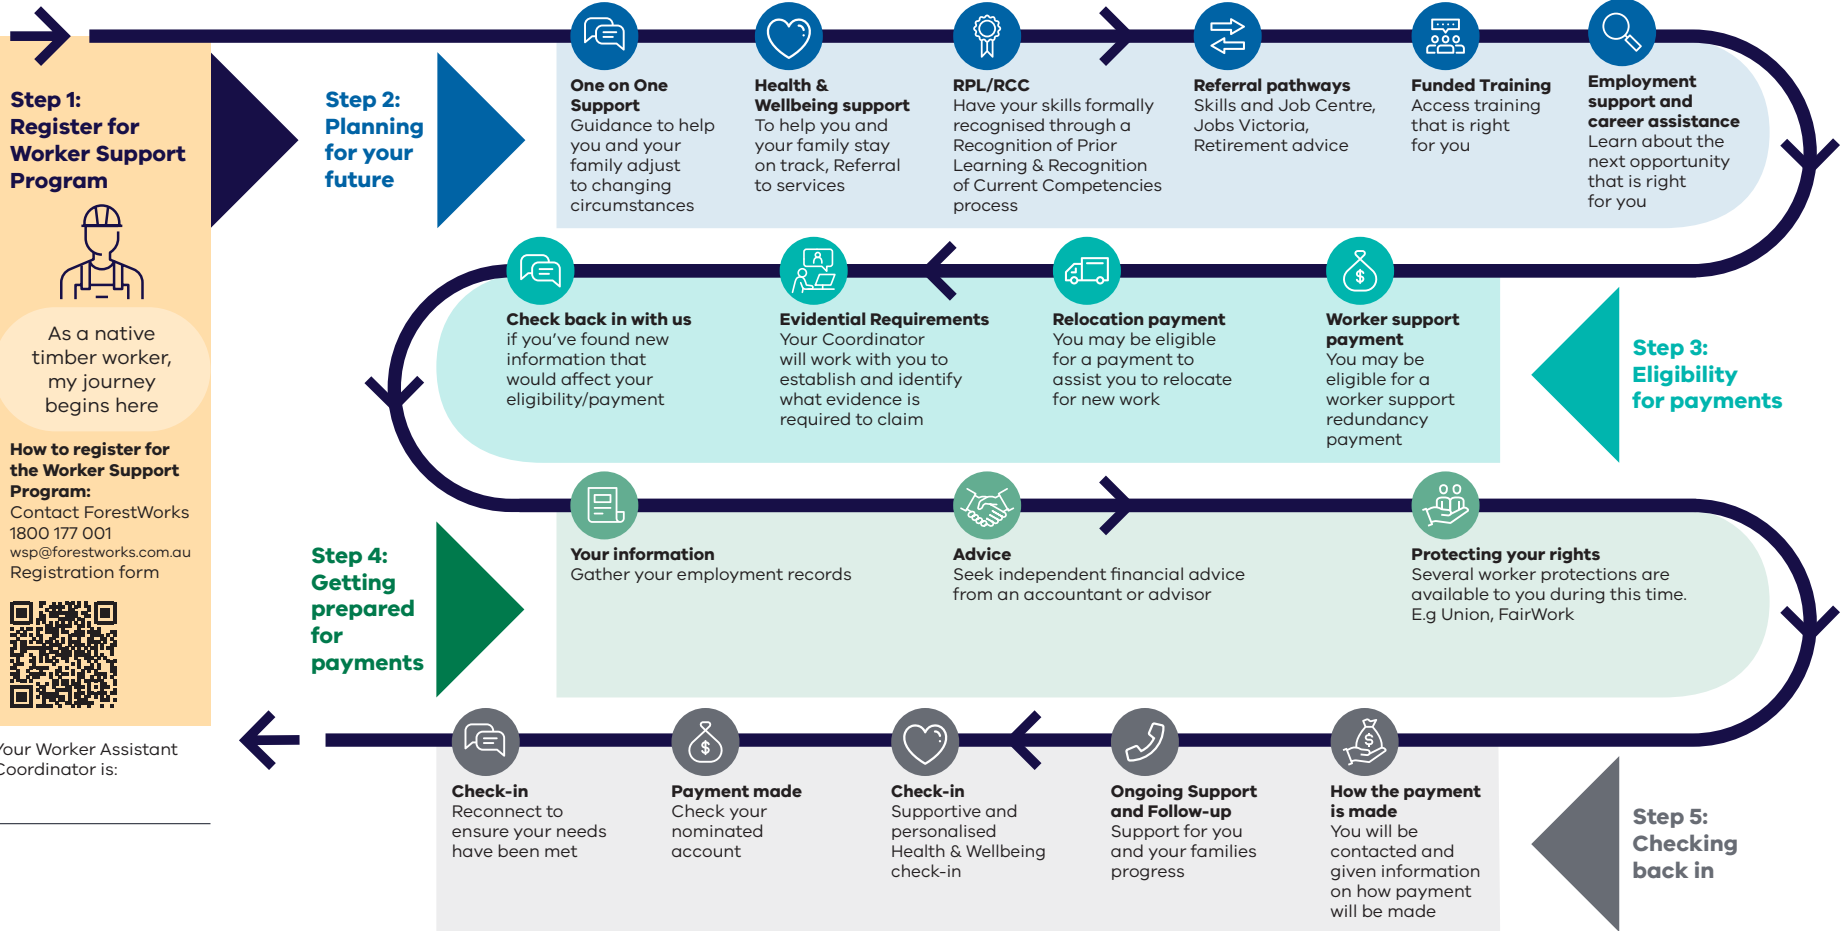 Step 1:
Register for
Worker Support
Program
As a native
timber worker,
my journey
begins here
How to register for
the Worker Support
Program:
Contact ForestWorks
1800 177 001
wsp@forestworks.com.au
Registration form
Your Worker Assistant
Coordinator is:
Step 2:
Planning
for your
future
One on One
Support
Guidance to help
you and your
family adjust
to changing
circumstances
Health &
Wellbeing support
To help you and
your family stay
on track, Referral
to services
RPL/RCC
Have your skills formally
recognised through a
Recognition of Prior
Learning & Recognition
of Current Competencies
process
Referral pathways
Skills and Job Centre,
Jobs Victoria,
Retirement advice
Funded Training
Access training
that is right
for you
Employment
support and
career assistance
Learn about the
next opportunity
that is right
for you
Step 3:
Eligibility
for payments
Worker support
payment
You may be
eligible for a
worker support
redundancy
payment
Relocation payment
You may be eligible
for a payment to
assist you to relocate
for new work
Evidential Requirements
Your Coordinator
will work with you to
establish and identify
what evidence is
required to claim
Check back in with us
if you've found new
information that
would affect your
eligibility/payment
Step 4:
Getting
prepared
for
payments
Your information
Gather your employment records
Advice
Seek independent financial advice
from an accountant or advisor
Protecting your rights
Several worker protections are
available to you during this time.
E.g Union, FairWork
Step 5:
Checking
back in
How the payment
is made
You will be
contacted and
given information
on how payment
will be made
Ongoing Support
and Follow-up
Support for you
and your families
progress
Check-in
Supportive and
personalised
Health & Wellbeing
check-in
Payment made
Check your
nominated
account
Check-in
Reconnect to
ensure your needs
have been met